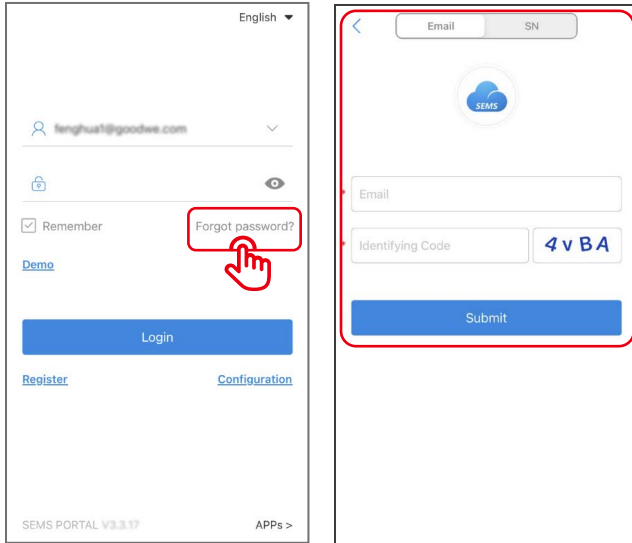 English
fenghua1@goodwe.com
Remember
Forgot password?
Demo
Login
Register
Configuration
SEMS PORTAL V3.3.17
APPs >
Email
SN
SEMS
* Email
* Identifying Code
4 v B A
Submit